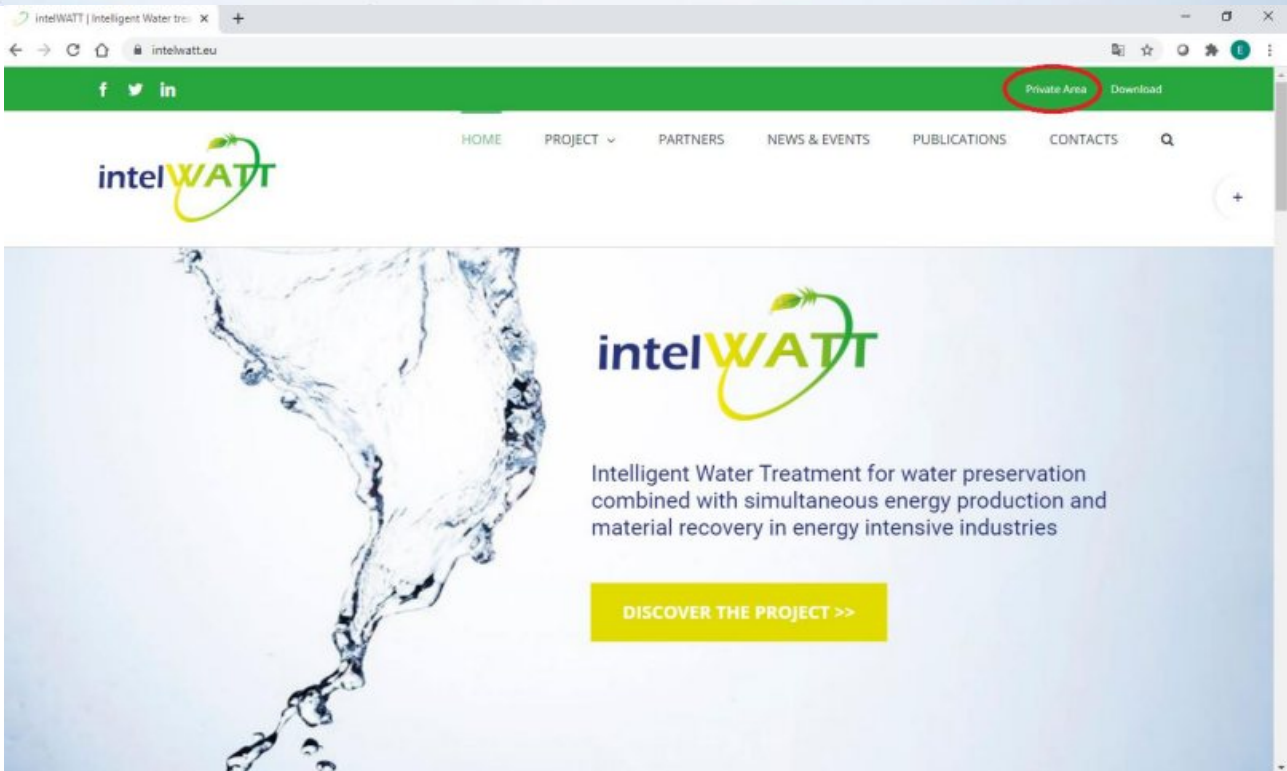 intelWATT | Intelligent Water tre
intelwatt.eu
E
f in
Private Area Download
intelWATT
HOME PROJECT PARTNERS NEWS & EVENTS PUBLICATIONS CONTACTS
intelWATT
Intelligent Water Treatment for water preservation
combined with simultaneous energy production and
material recovery in energy intensive industries
DISCOVER THE PROJECT >>